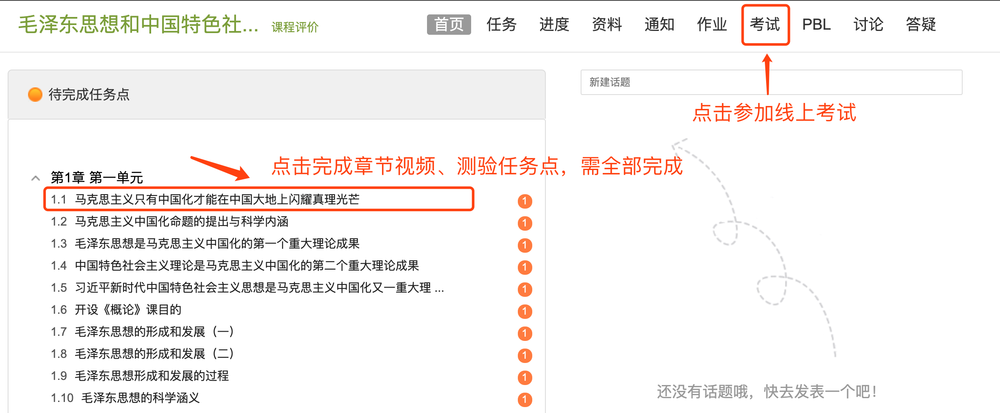 毛泽东思想和中国特色社... 课程评价 首页 任务 进度 资料 通知 作业 考试 PBL 讨论 答疑
待完成任务点
新建话题
点击参加线上考试
点击完成章节视频、测验任务点，需全部完成
第1章 第一单元
1.1 马克思主义只有中国化才能在中国大地上闪耀真理光芒 1
1.2 马克思主义中国化命题的提出与科学内涵 1
1.3 毛泽东思想是马克思主义中国化的第一个重大理论成果 1
1.4 中国特色社会主义理论是马克思主义中国化的第二个重大理论成果 1
1.5 习近平新时代中国特色社会主义思想是马克思主义中国化又一重大理 ... 1
1.6 开设《概论》课目的 1
1.7 毛泽东思想的形成和发展（一） 1
1.8 毛泽东思想的形成和发展（二） 1
1.9 毛泽东思想形成和发展的过程 1
1.10 毛泽东思想的科学涵义 1
还没有话题哦，快去发表一个吧！